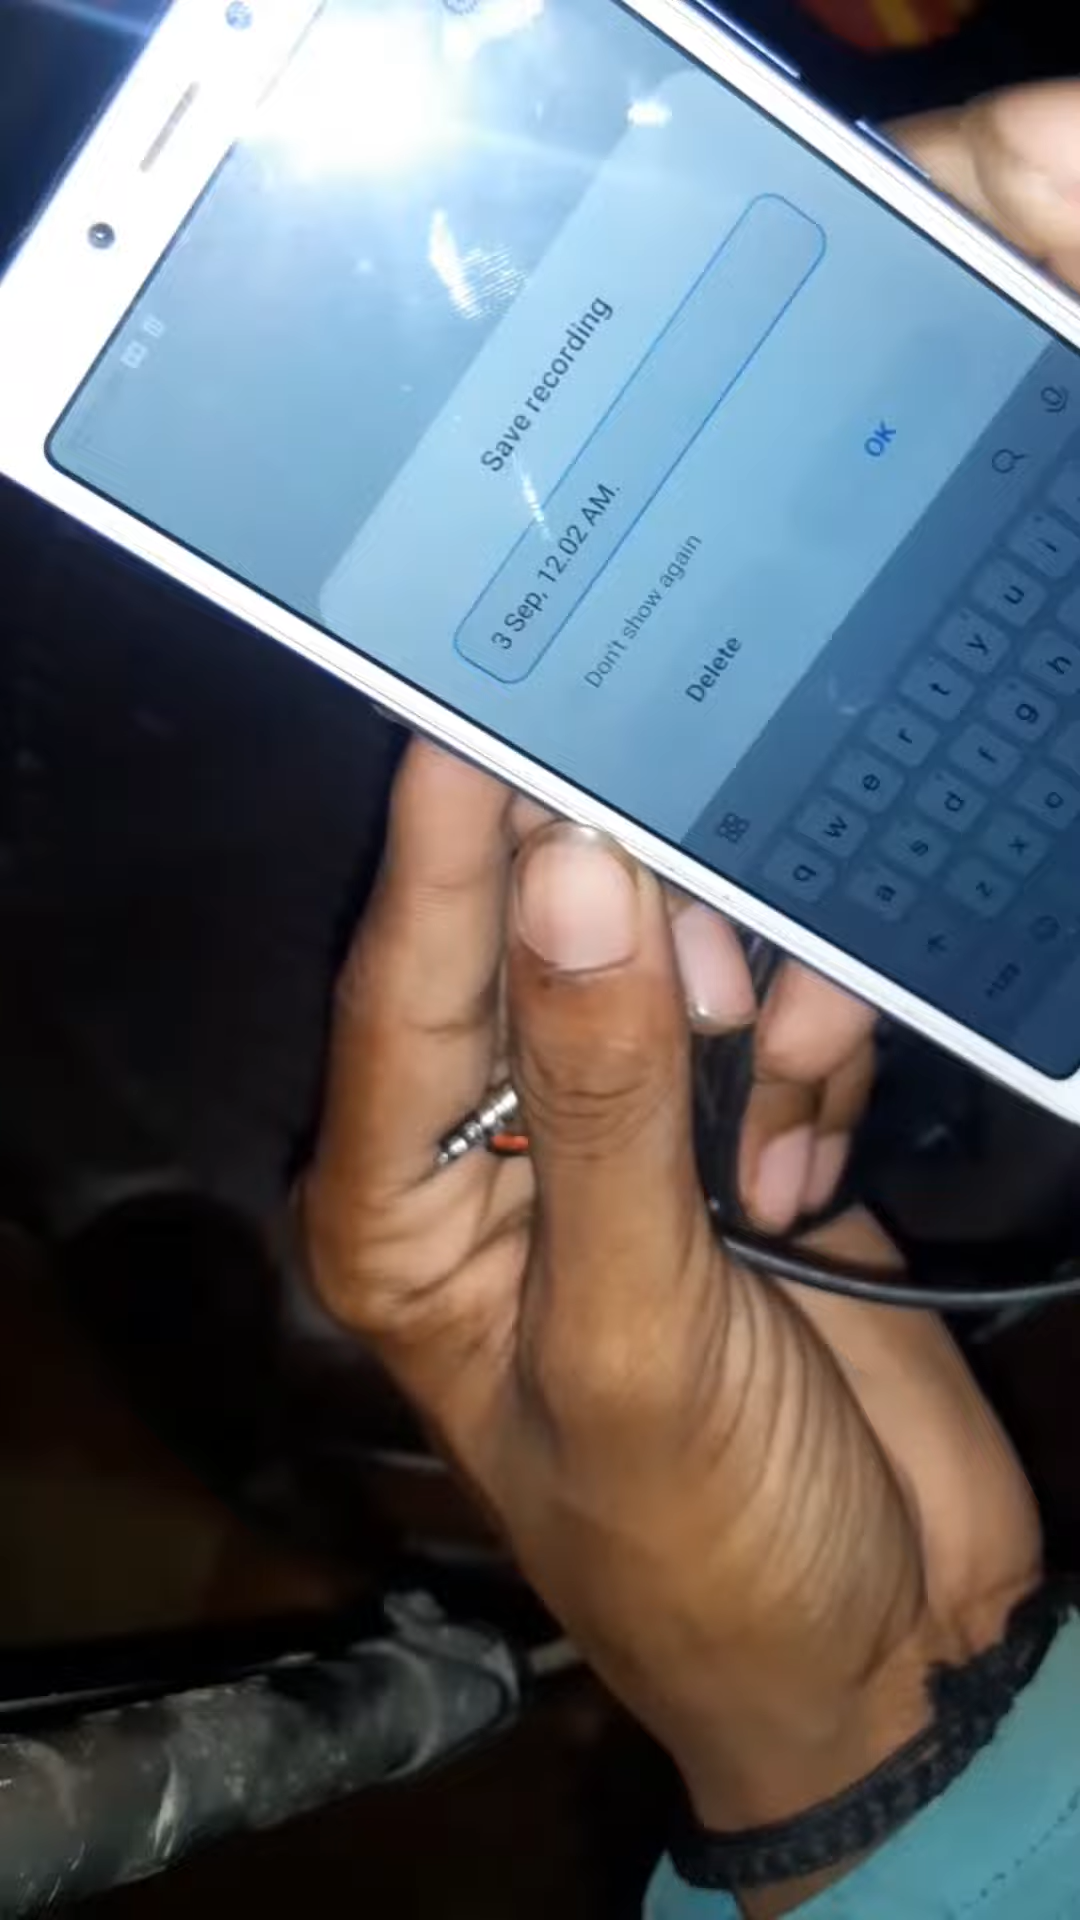 Save recording
3 Sep, 12.02 AM.
Don't show again
Delete
OK
q w e r t y u i
a s d f g h
z x c